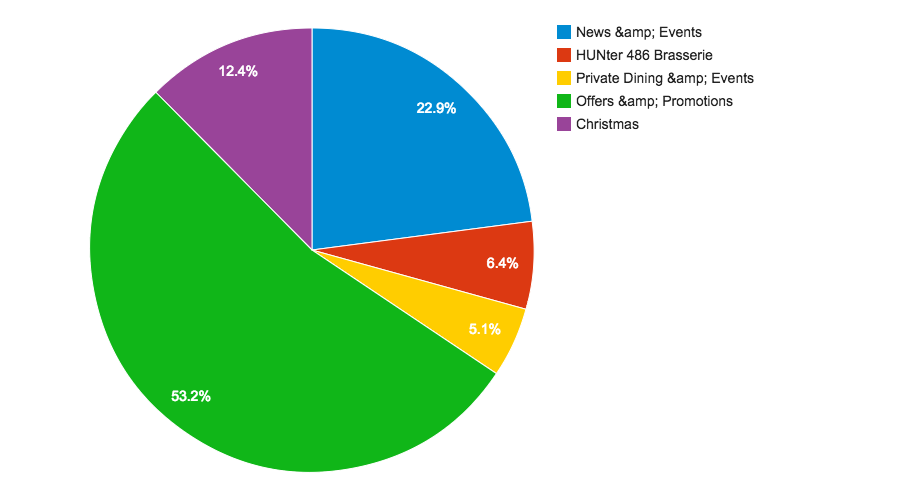 News &amp; Events
HUNter 486 Brasserie
Private Dining &amp; Events
Offers &amp; Promotions
Christmas
12.4%
22.9%
6.4%
5.1%
53.2%